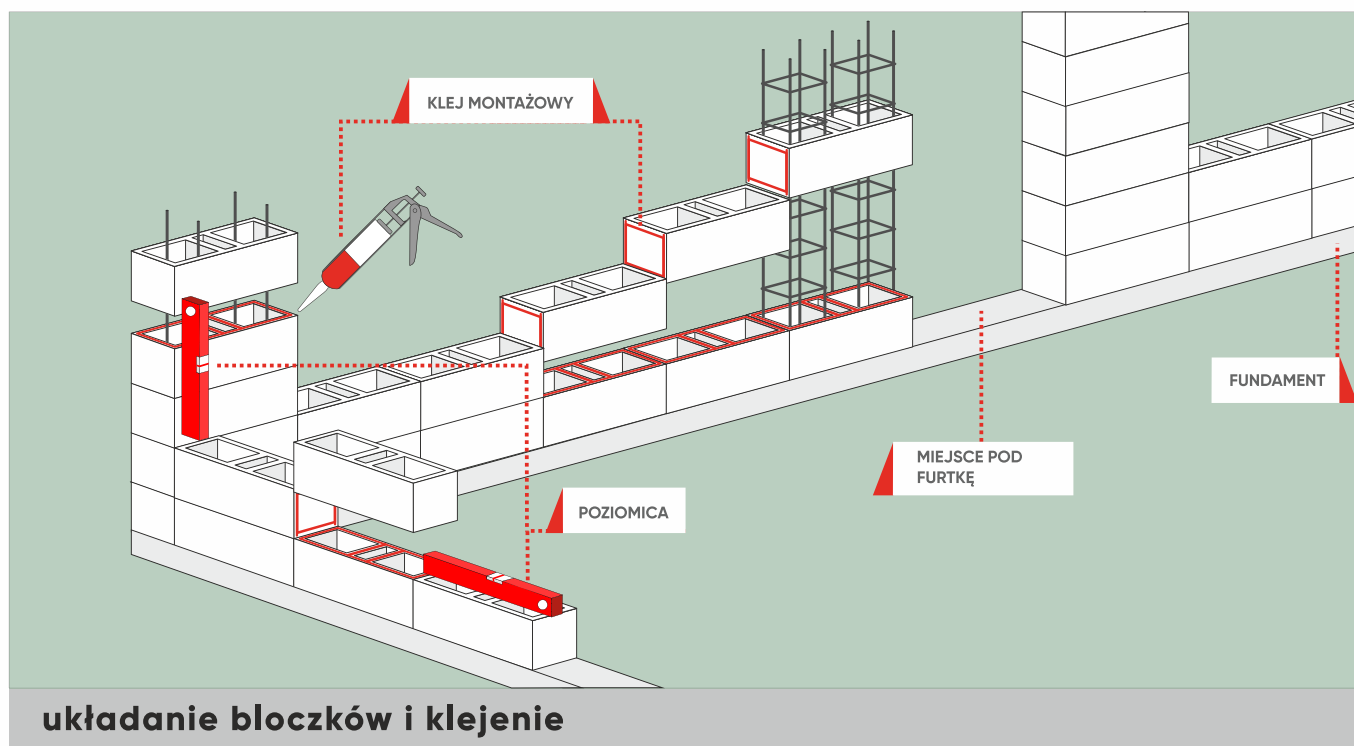 KLEJ MONTAŻOWY
FUNDAMENT
MIEJSCE POD
FURTKĘ
POZIOMICA
układanie bloczków i klejenie